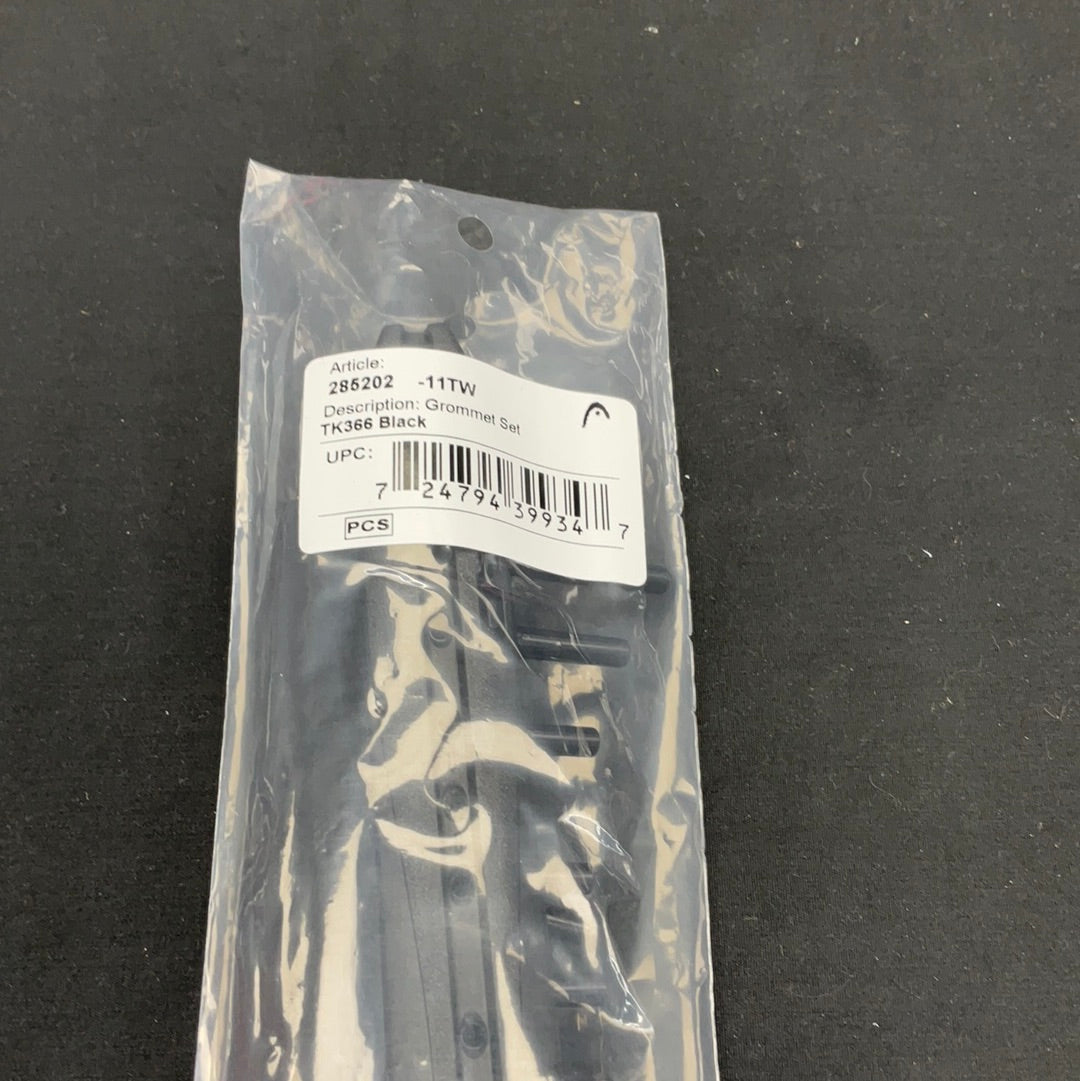 Article:
285202 -11TW
Description: Grommet Set
TK366 Black
UPC:
7 24794 39934 7
PCS